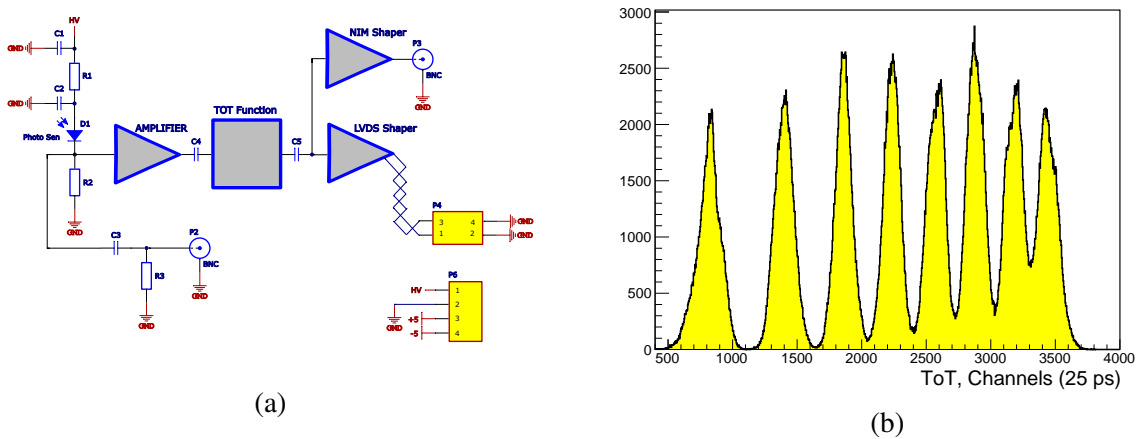 HV
C1
GND
R1
C2
GND
D1
Photo Sen
R2
GND
AMPLIFIER
C4
TOT Function
C5
NIM Shaper
P3
BNC
GND
LVDS Shaper
P4
3 4 GND
1 2 GND
C3
P2
BNC
R3
GND
GND
P6
HV 1
2
GND
+5 3
-5 4
(a)
3000
2500
2000
1500
1000
500
0
500 1000 1500 2000 2500 3000 3500 4000
ToT, Channels (25 ps)
(b)